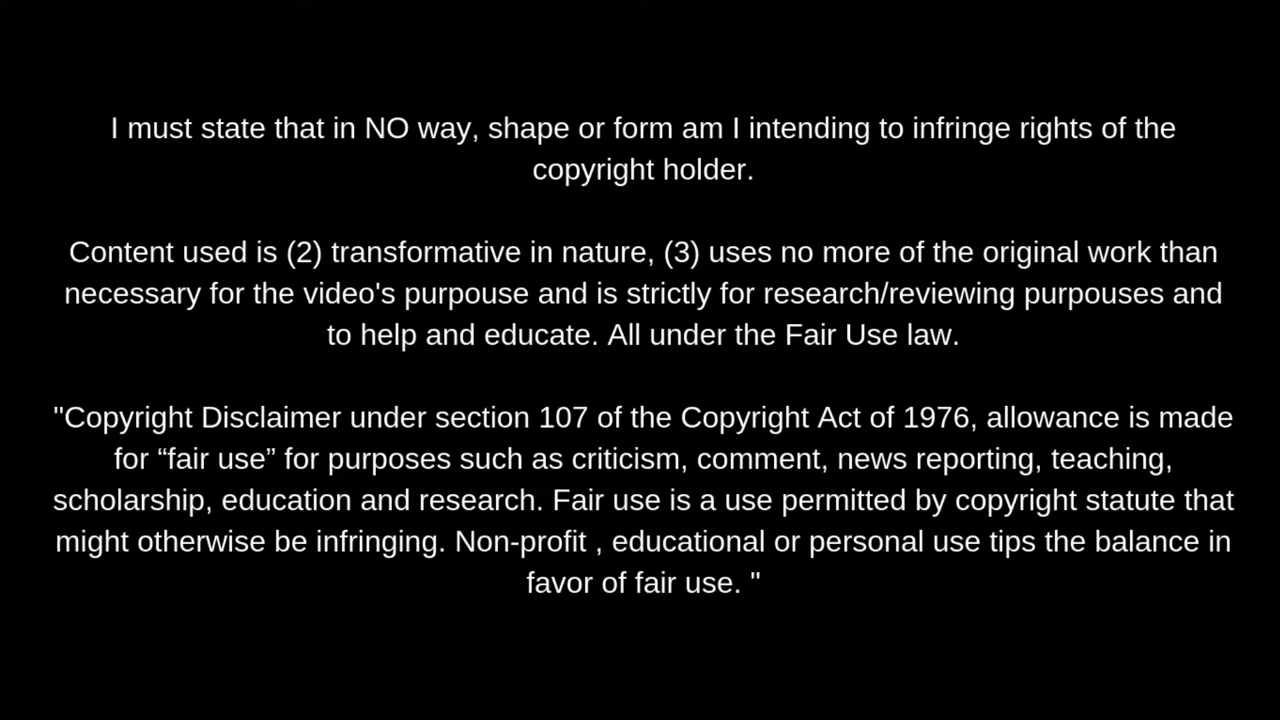 I must state that in NO way, shape or form am I intending to infringe rights of the
copyright holder.
Content used is (2) transformative in nature, (3) uses no more of the original work than
necessary for the video's purpouse and is strictly for research/reviewing purpouses and
to help and educate. All under the Fair Use law.
"Copyright Disclaimer under section 107 of the Copyright Act of 1976, allowance is made
for “fair use” for purposes such as criticism, comment, news reporting, teaching,
scholarship, education and research. Fair use is a use permitted by copyright statute that
might otherwise be infringing. Non-profit , educational or personal use tips the balance in
favor of fair use. "